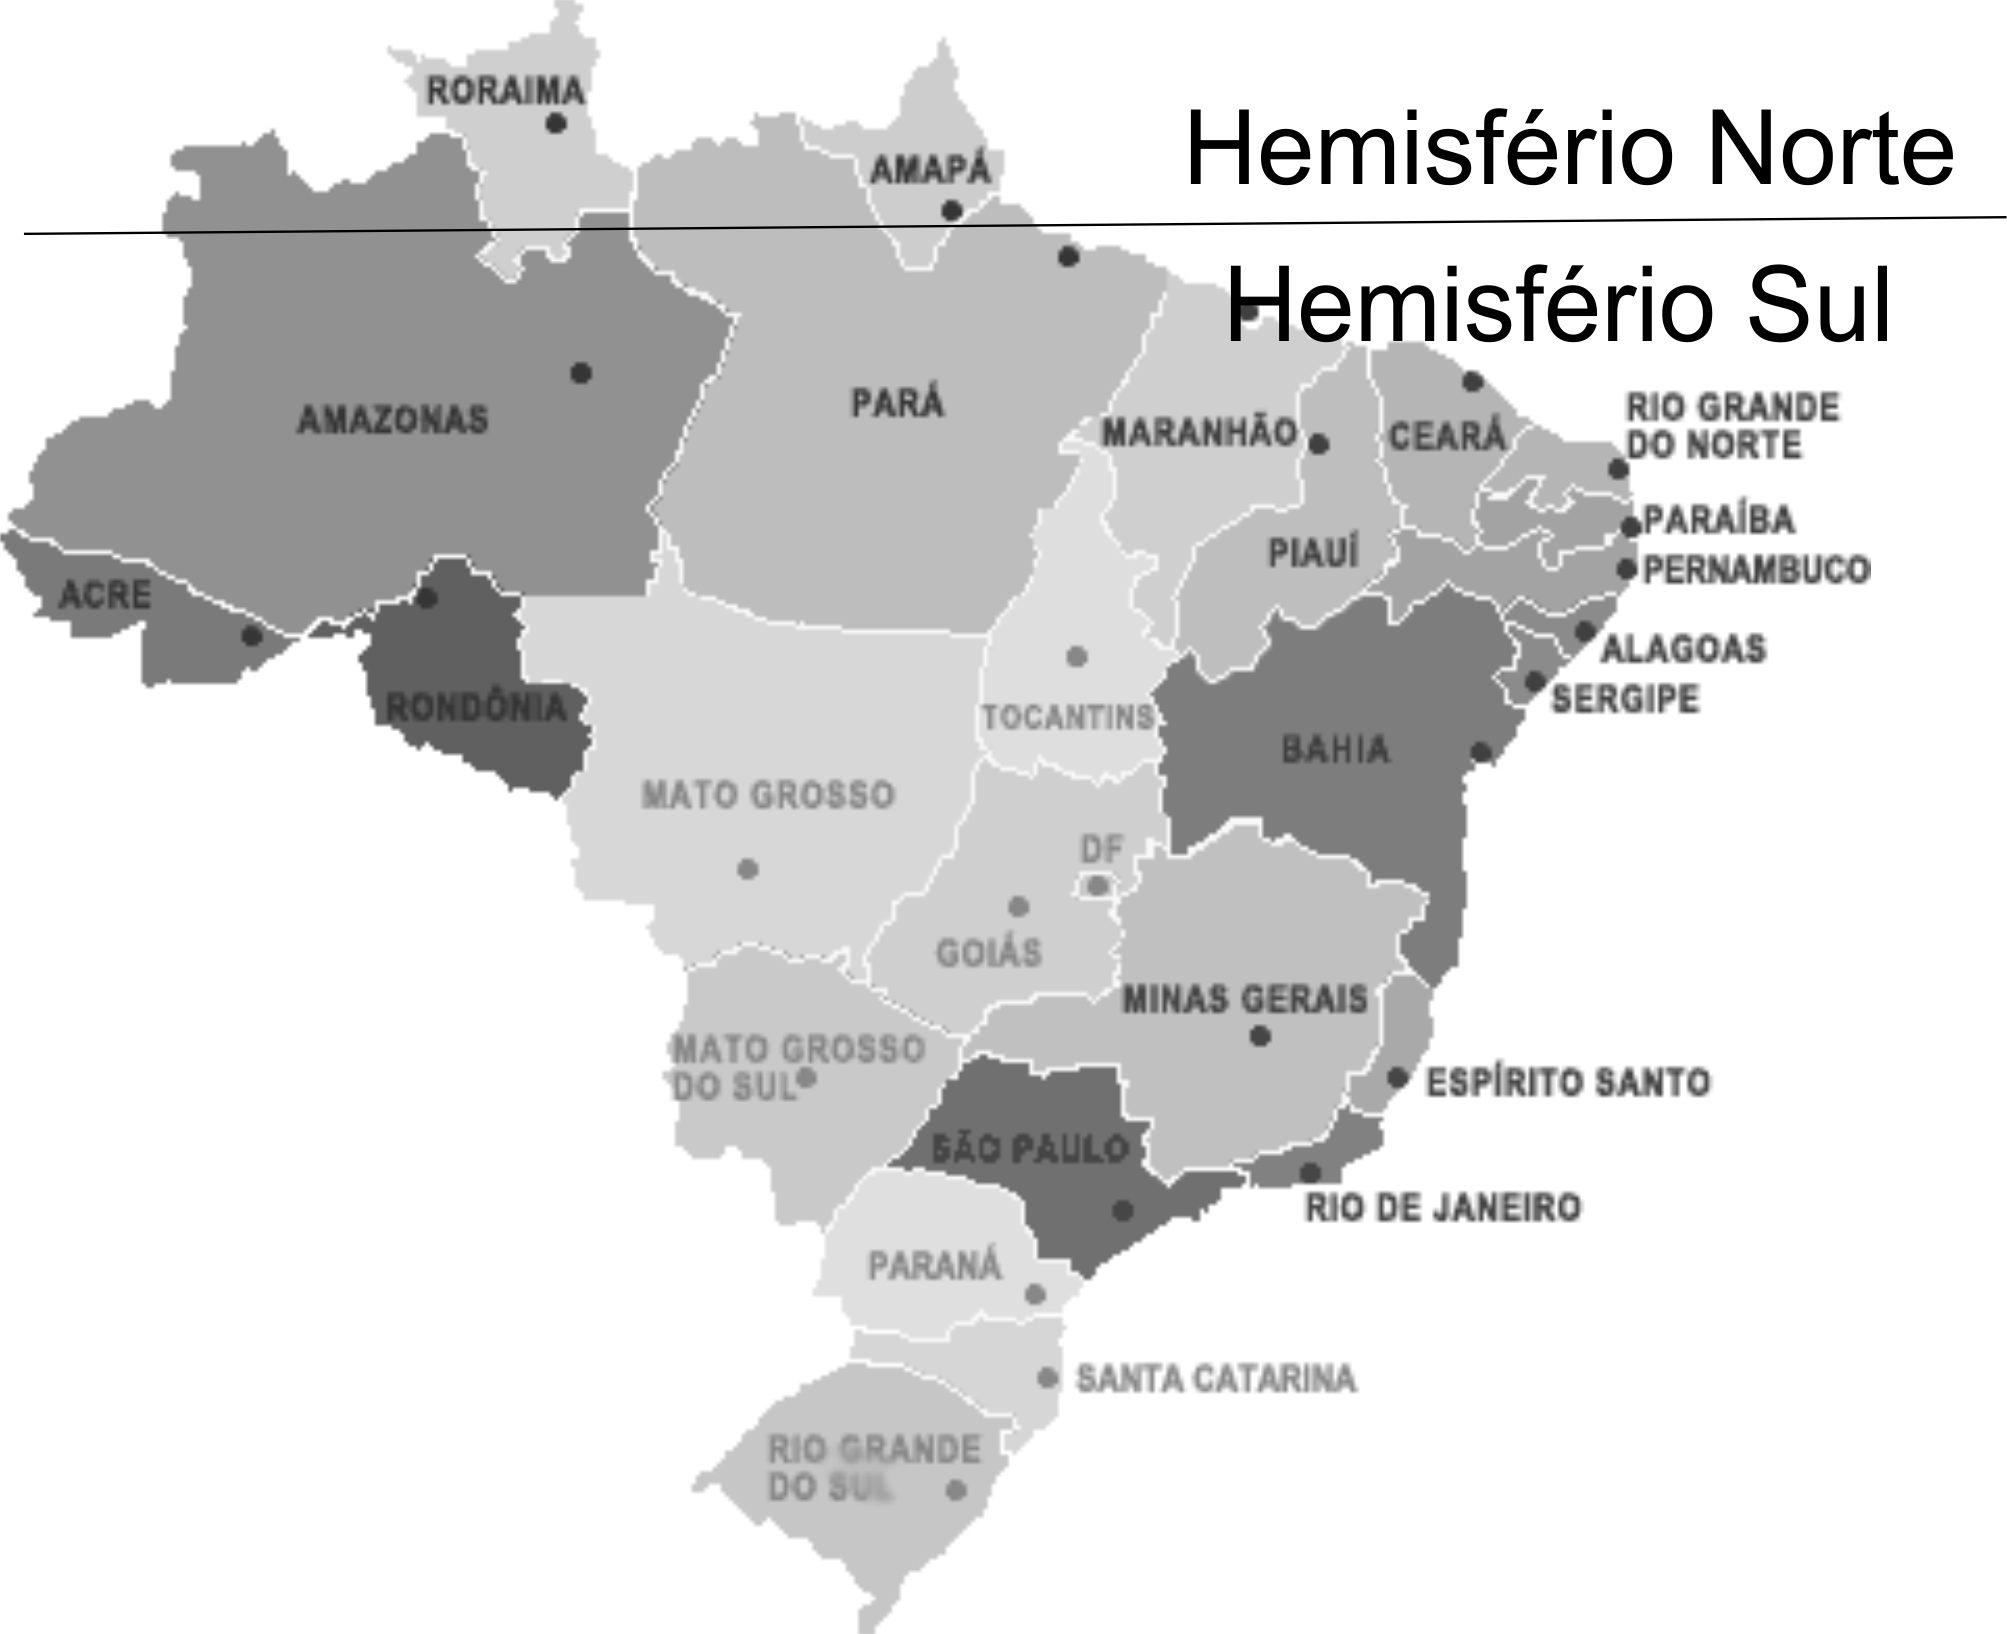 RORAIMA
Hemisfério Norte
AMAPÁ
Hemisfério Sul
AMAZONAS
PARÁ
MARANHÃO
CEARÁ
RIO GRANDE
DO NORTE
PARAÍBA
PIAUÍ
PERNAMBUCO
ACRE
ALAGOAS
SERGIPE
RONDÔNIA
TOCANTINS
BAHIA
MATO GROSSO
DF
GOIÁS
MINAS GERAIS
MATO GROSSO
DO SUL
ESPÍRITO SANTO
SÃO PAULO
RIO DE JANEIRO
PARANÁ
SANTA CATARINA
RIO GRANDE
DO SUL